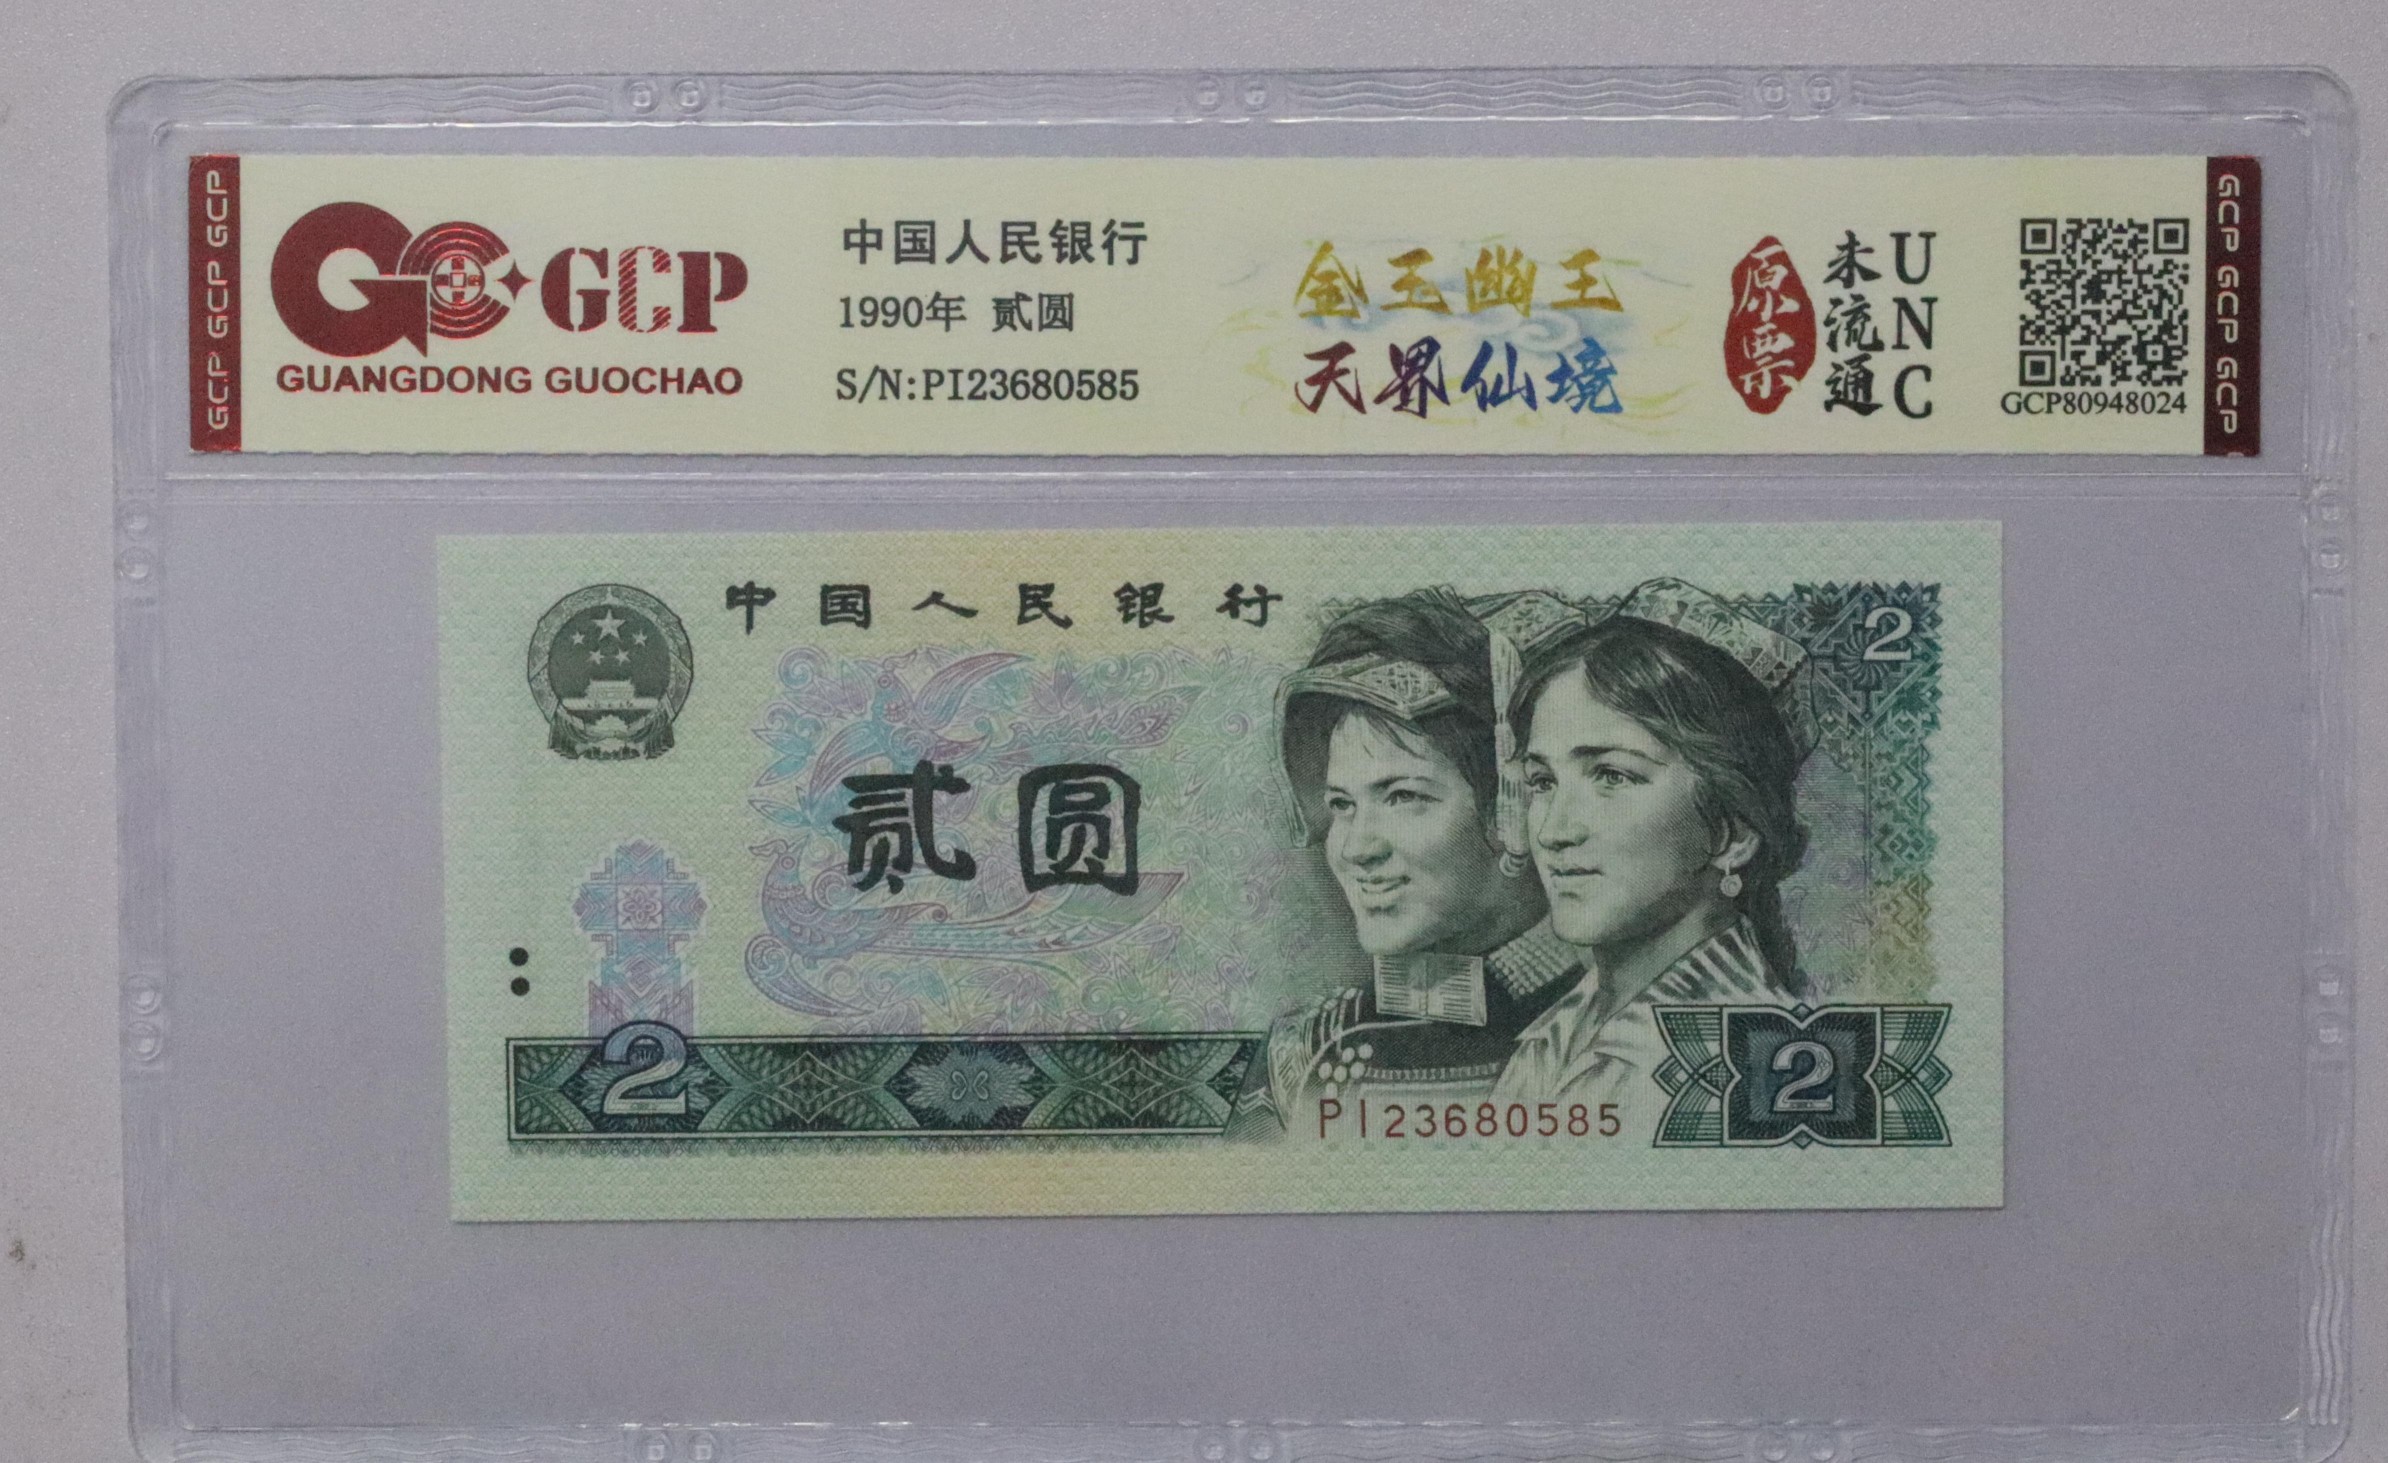 GCP GCP GCP
GCP
GUANGDONG GUOCHAO
中国人民银行
1990年 贰圆
S/N:PI23680585
金玉幽王
天界仙境
原票
未流通
UNC
GCP80948024
GCP GCP GCP
中国人民银行
2
贰圆
2
PI23680585
2